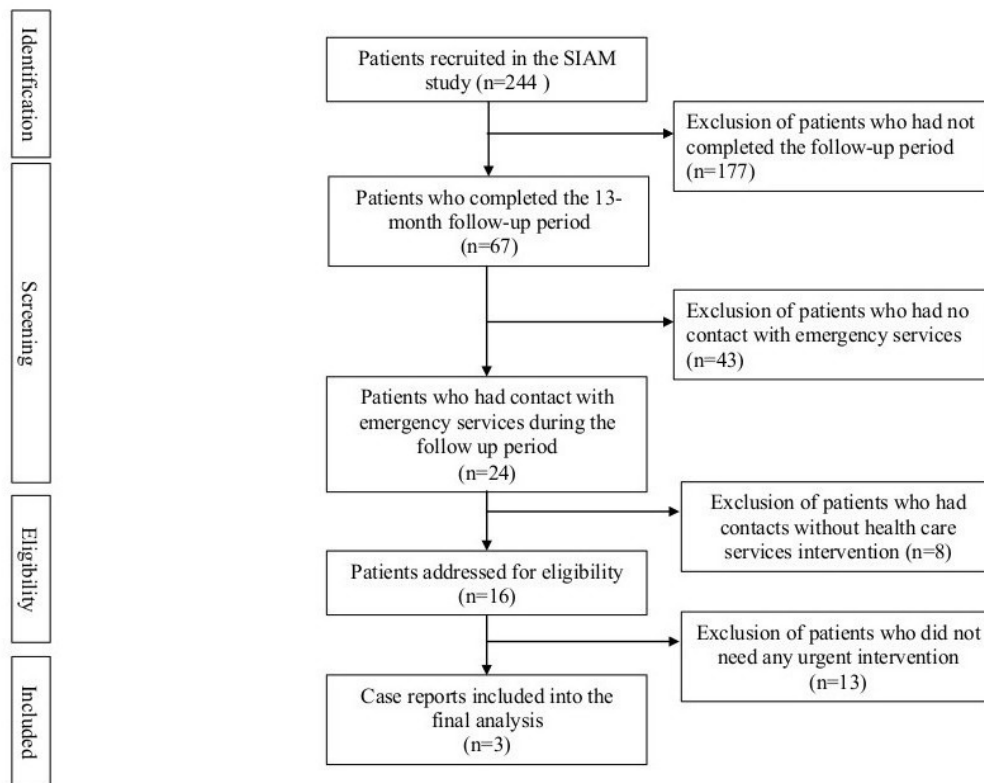 Identification
Patients recruited in the SIAM
study (n=244 )
Exclusion of patients who had not
completed the follow-up period
(n=177)
Screening
Patients who completed the 13-
month follow-up period
(n=67)
Exclusion of patients who had no
contact with emergency services
(n=43)
Patients who had contact with
emergency services during the
follow up period
(n=24)
Eligibility
Exclusion of patients who had
contacts without health care
services intervention (n=8)
Patients addressed for eligibility
(n=16)
Exclusion of patients who did not
need any urgent intervention
(n=13)
Included
Case reports included into the
final analysis
(n=3)